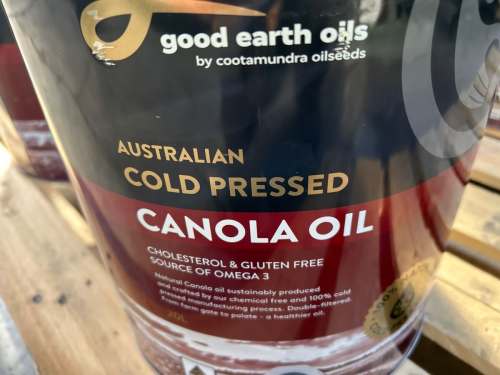 good earth oils
by cootamundra oilseeds
AUSTRALIAN
COLD PRESSED
CANOLA OIL
CHOLESTEROL & GLUTEN FREE
SOURCE OF OMEGA 3
Natural Canola oil sustainably produced
and crafted by our chemical free and 100% cold
pressed manufacturing process. Double-filtered.
From farm gate to palate - a healthier oil.
20L